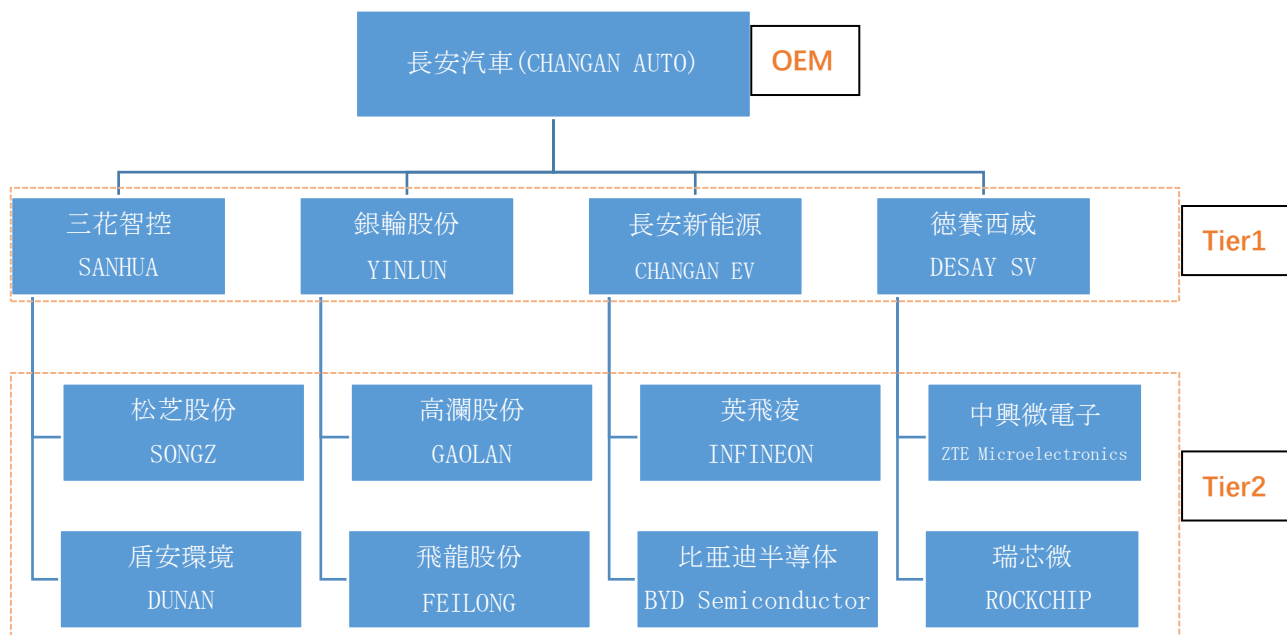 長安汽車(CHANGAN AUTO)
OEM
三花智控
SANHUA
銀輪股份
YINLUN
長安新能源
CHANGAN EV
徳賽西威
DESAY SV
Tier1
松芝股份
SONGZ
高瀾股份
GAOLAN
英飛凌
INFINEON
中興微電子
ZTE Microelectronics
Tier2
盾安環境
DUNAN
飛龍股份
FEILONG
比亜迪半導体
BYD Semiconductor
瑞芯微
ROCKCHIP